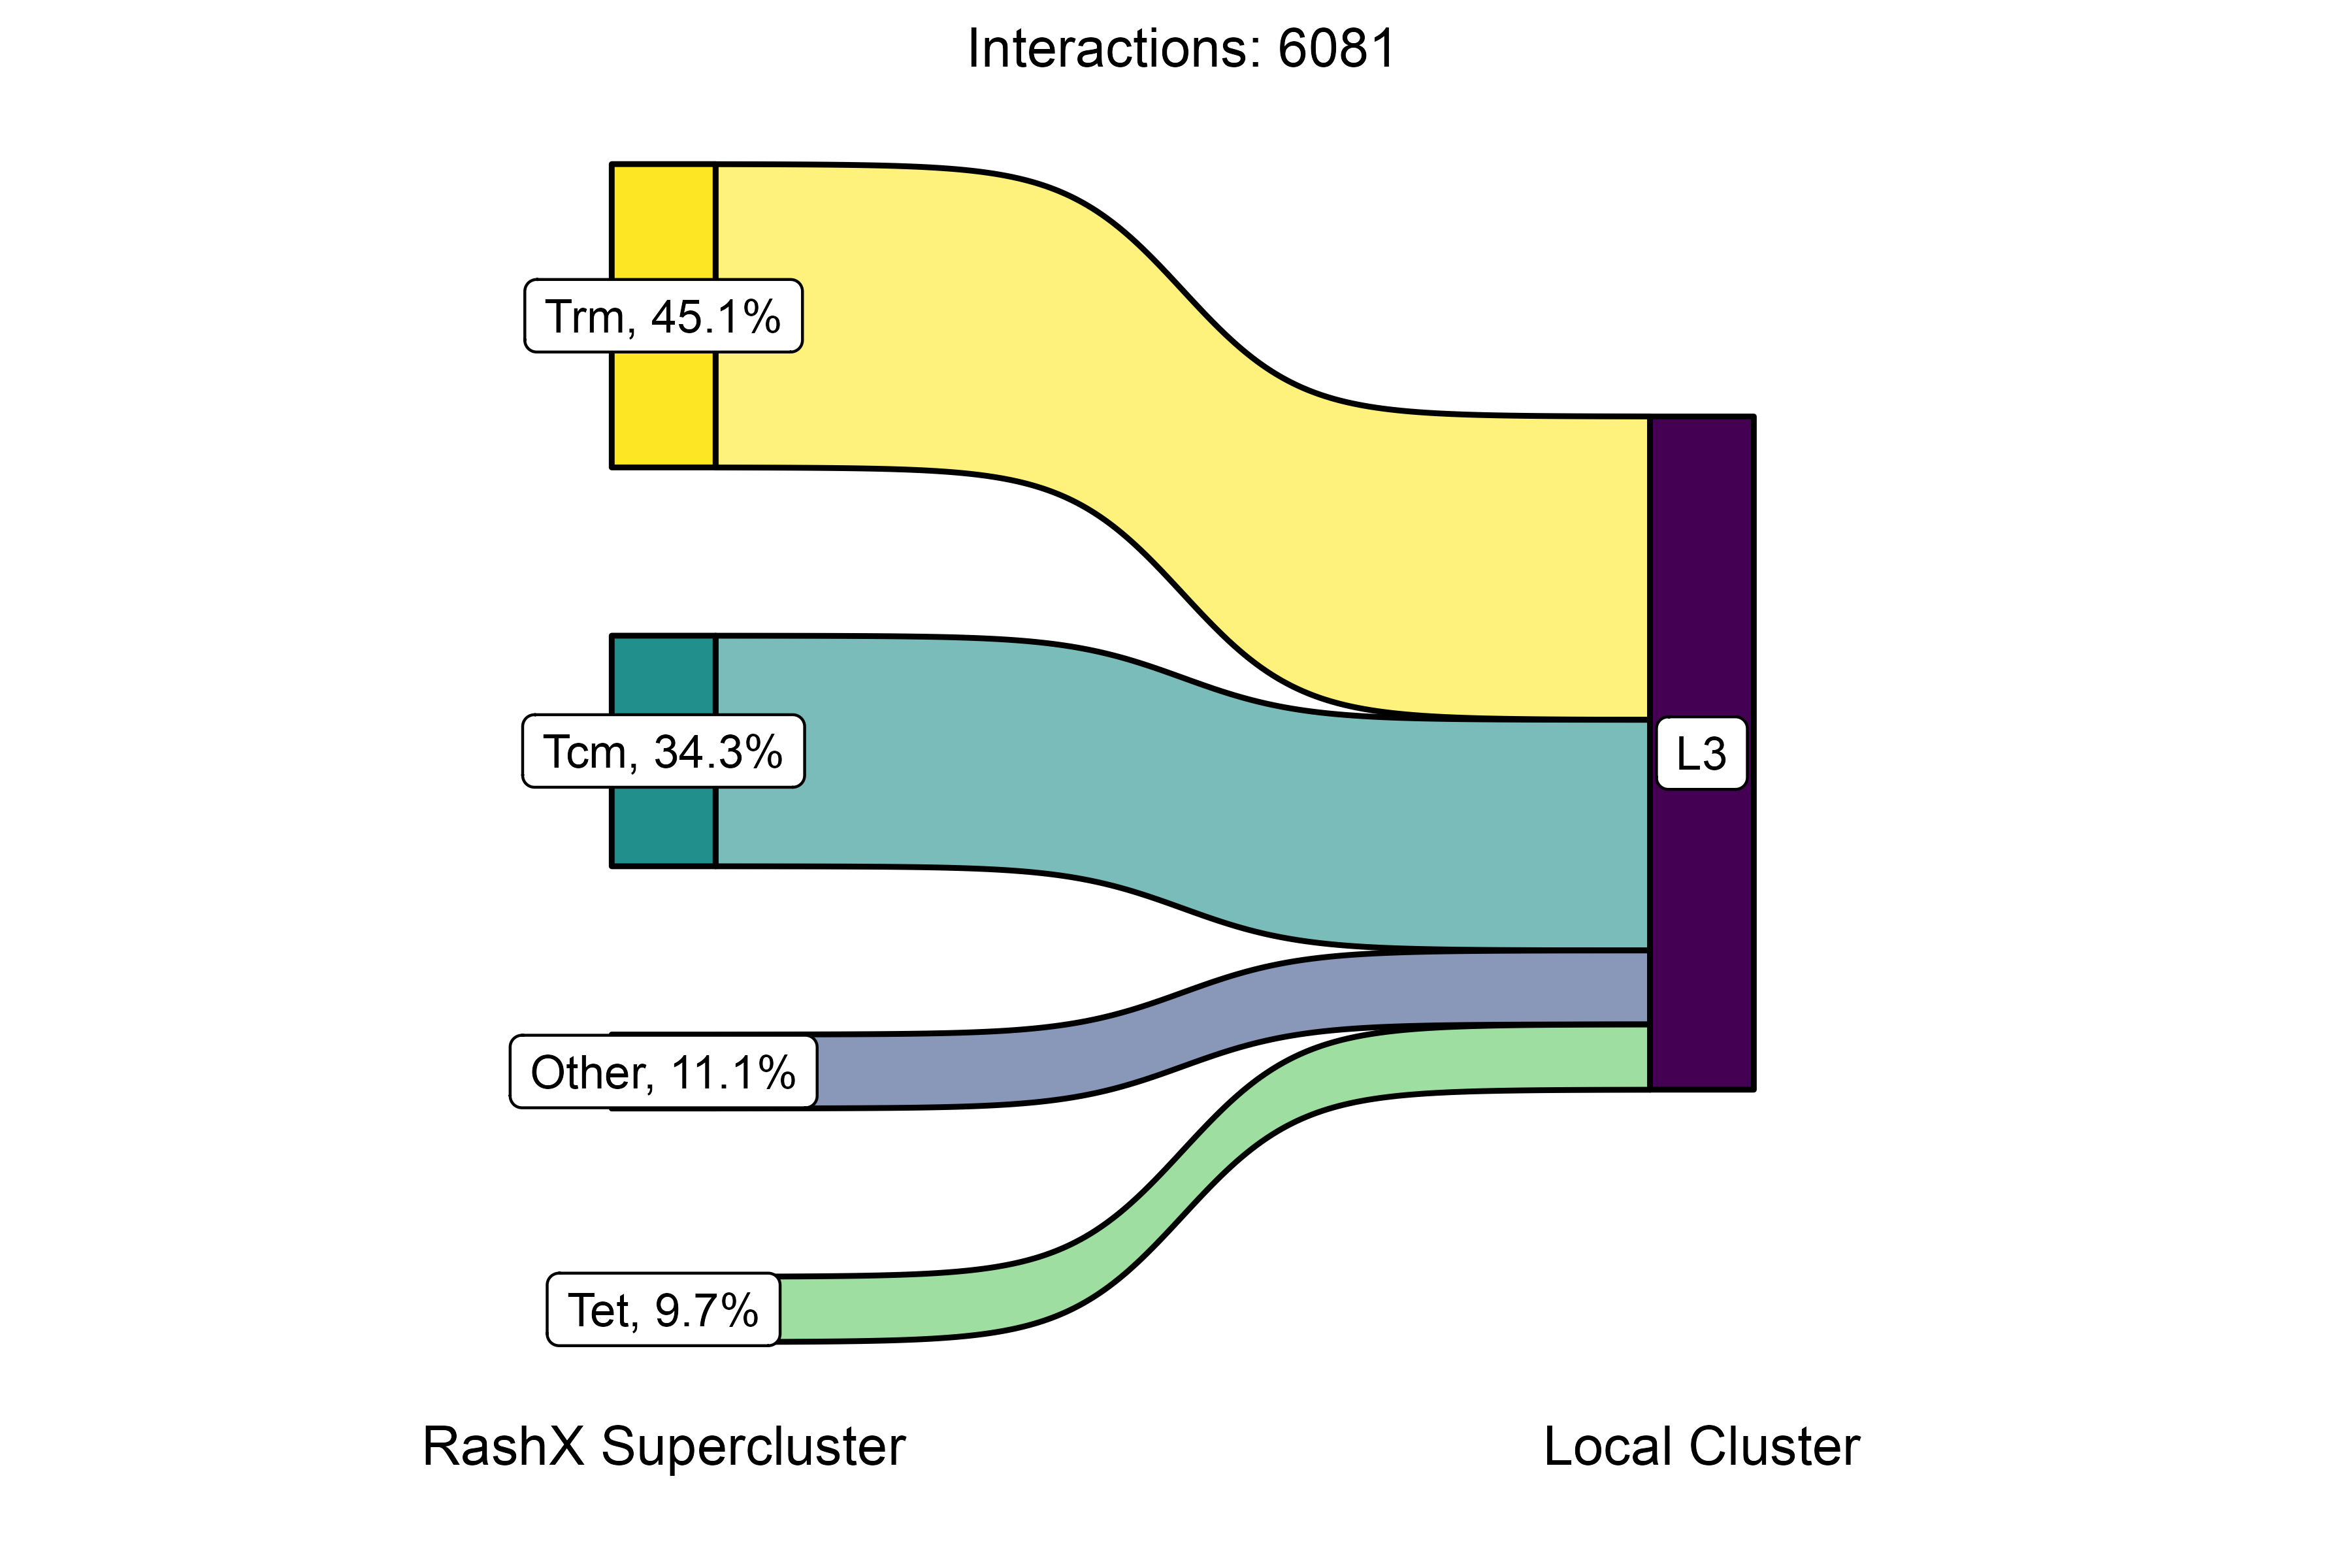 Interactions: 6081
Trm, 45.1%
Tcm, 34.3%
L3
Other, 11.1%
Tet, 9.7%
RashX Supercluster
Local Cluster